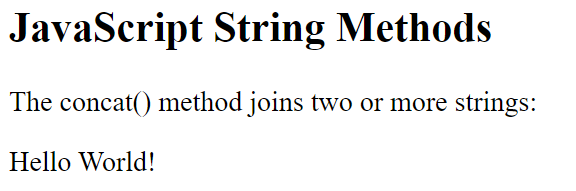 JavaScript String Methods
The concat() method joins two or more strings:
Hello World!